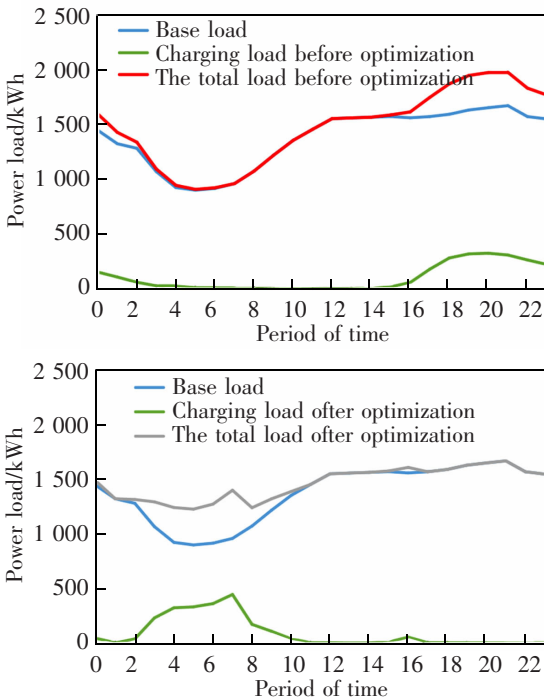 2 500
2 000
1 500
1 000
500
0
Power load/kWh
Base load
Charging load before optimization
The total load before optimization
0 2 4 6 8 10 12 14 16 18 20 22
Period of time
2 500
2 000
1 500
1 000
500
0
Power load/kWh
Base load
Charging load ofter optimization
The total load ofter optimization
0 2 4 6 8 10 12 14 16 18 20 22
Period of time